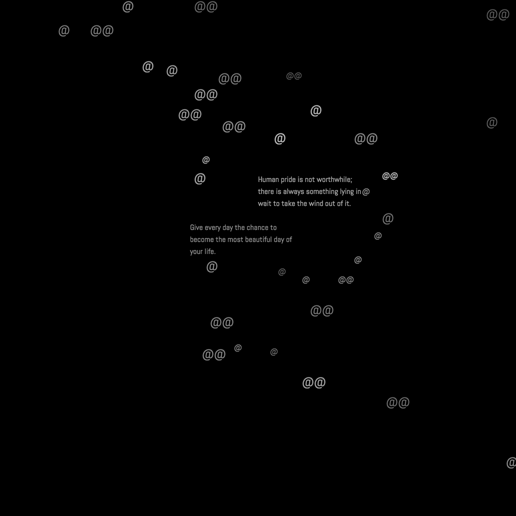 @ @@ @@
@ @@
@ @
@@ @@
@@
@@ @
@@ @
@ @@
@
@ @@
Human pride is not worthwhile;
there is always something lying in@
wait to take the wind out of it.
@
Give every day the chance to
become the most beautiful day of
your life.
@
@
@ @
@ @@
@@
@@
@@ @ @
@@
@@
@